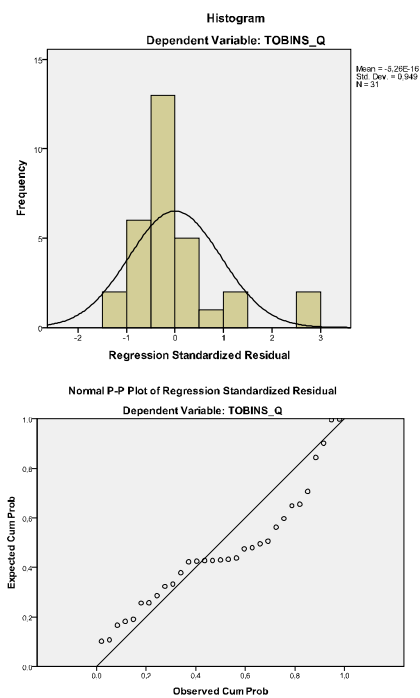 Histogram
Dependent Variable: TOBINS_Q
Mean = -5,26E-16
Std. Dev. = 0,949
N = 31
15
10
5
0
Frequency
-2 -1 0 1 2 3
Regression Standardized Residual
Normal P-P Plot of Regression Standardized Residual
Dependent Variable: TOBINS_Q
1,0
0,8
0,6
0,4
0,2
0,0
Expected Cum Prob
0,0 0,2 0,4 0,6 0,8 1,0
Observed Cum Prob